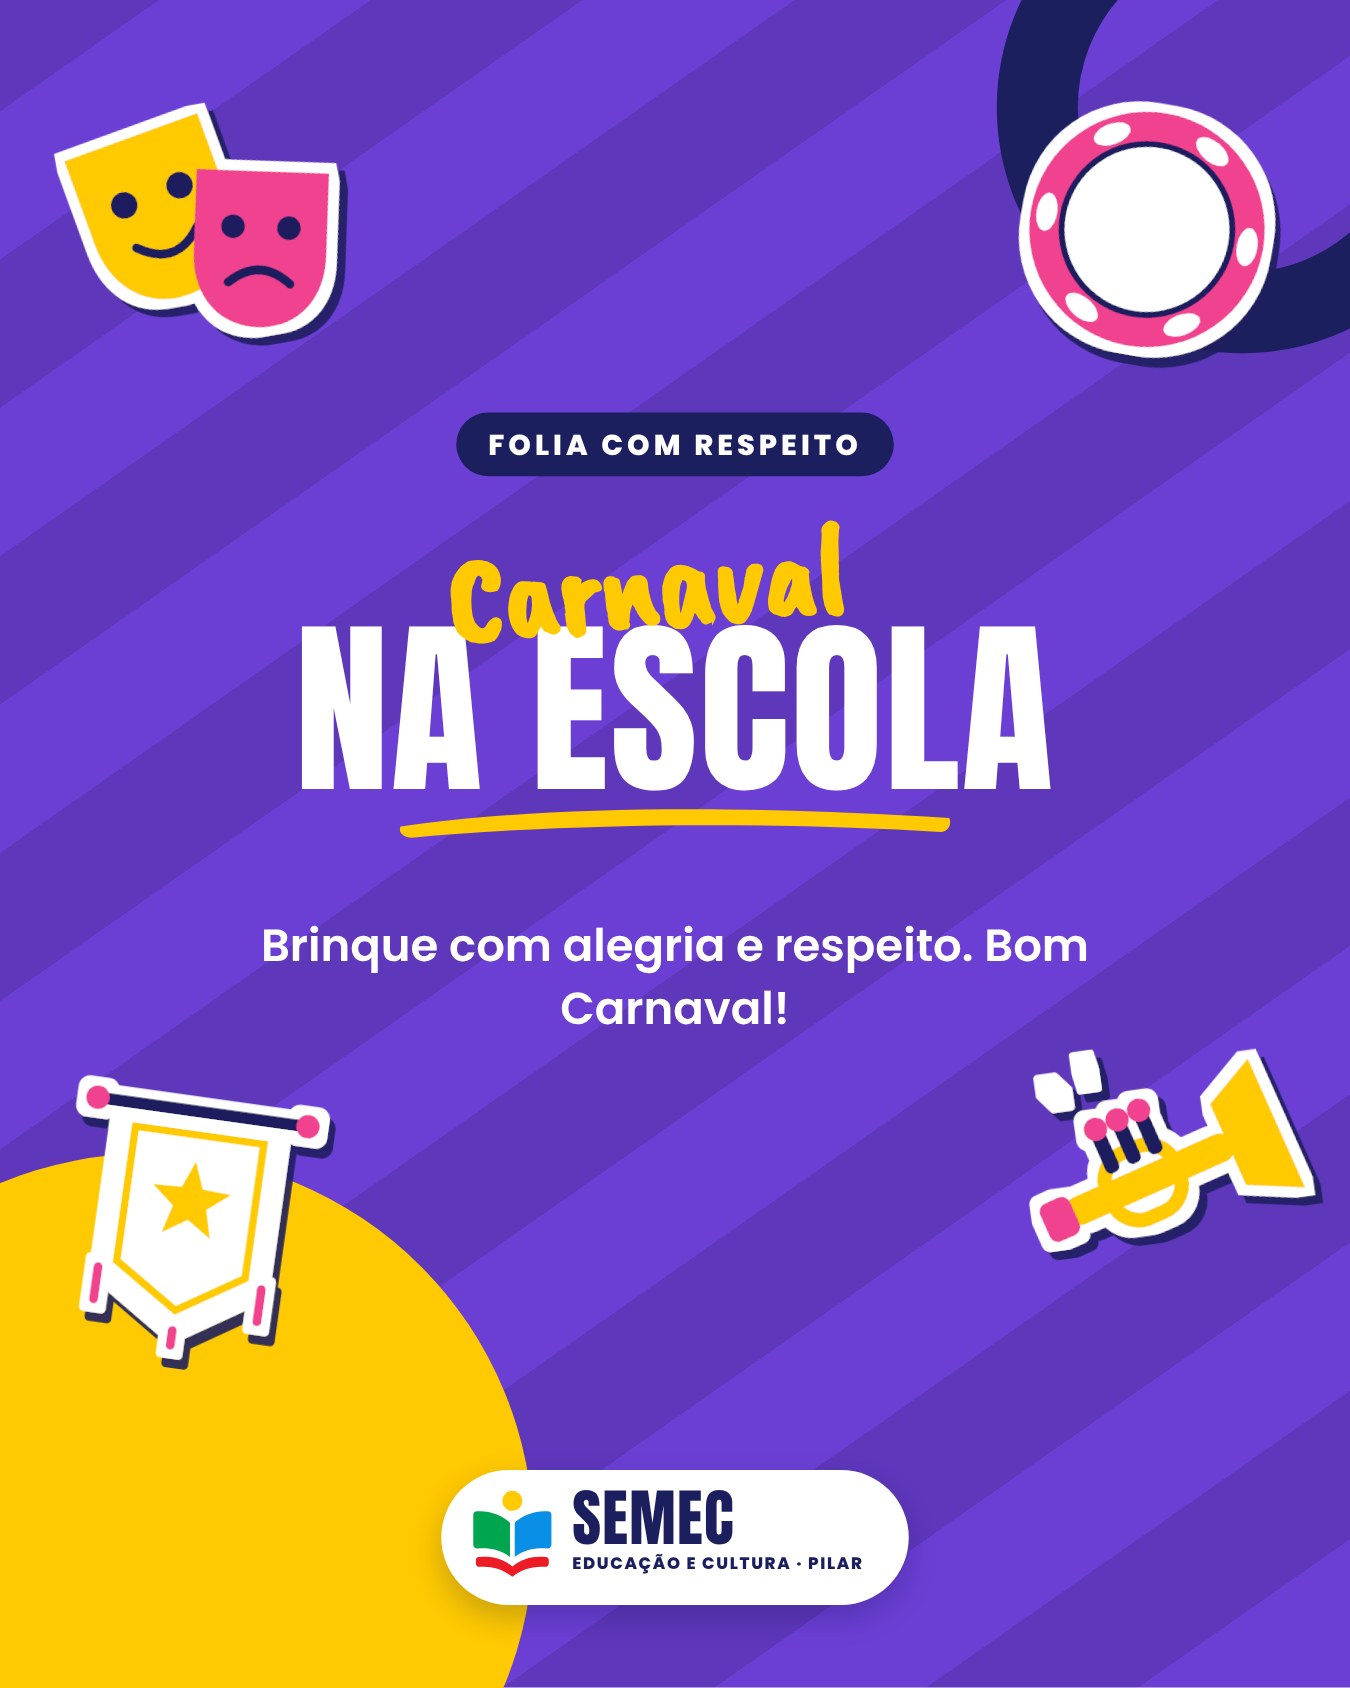 FOLIA COM RESPEITO
Carnaval
NA ESCOLA
Brinque com alegria e respeito. Bom
Carnaval!
SEMEC
EDUCAÇÃO E CULTURA · PILAR